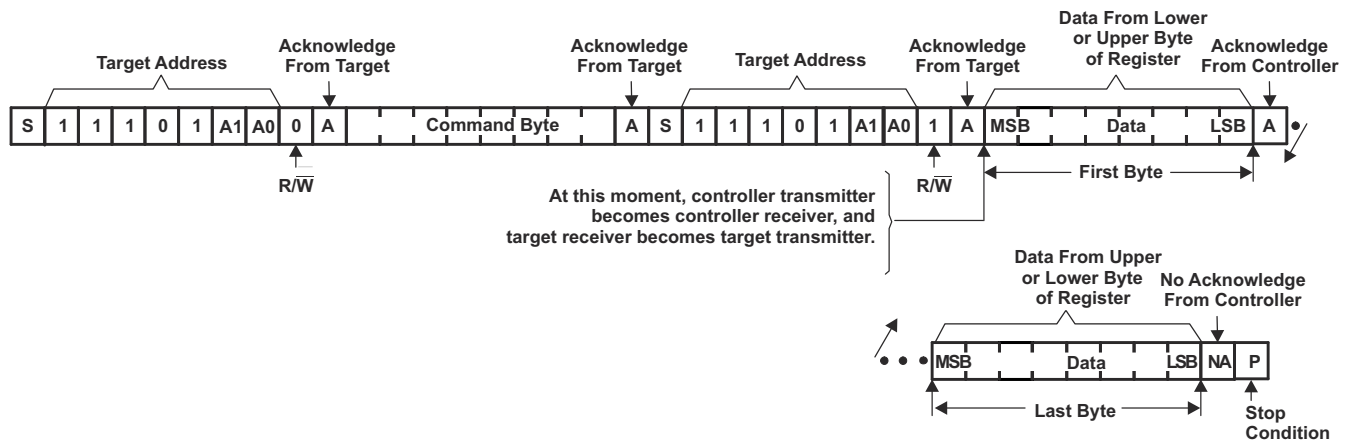 Data From Lower
or Upper Byte
of Register
Acknowledge
From Target
Acknowledge
From Target
Acknowledge
From Target
Acknowledge
From Controller
Target Address
Target Address
S 1 1 1 0 1 A1 A0 0 A Command Byte A S 1 1 1 0 1 A1 A0 1 A MSB Data LSB A
R/W̅
R/W̅
First Byte
At this moment, controller transmitter
becomes controller receiver, and
target receiver becomes target transmitter.
Data From Upper
or Lower Byte
of Register
No Acknowledge
From Controller
MSB Data LSB NA P
Last Byte
Stop
Condition